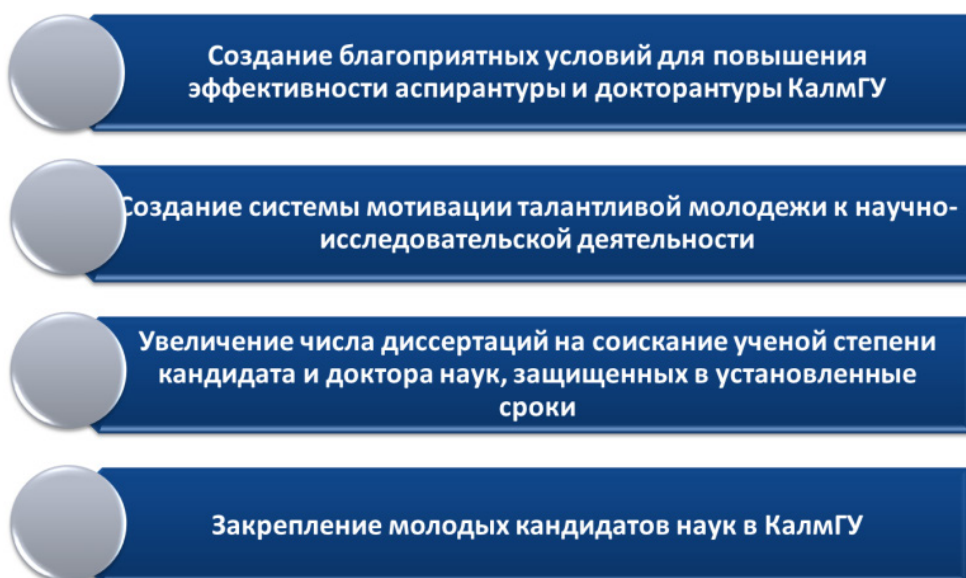 Создание благоприятных условий для повышения
эффективности аспирантуры и докторантуры КалмГУ
Создание системы мотивации талантливой молодежи к научно-
исследовательской деятельности
Увеличение числа диссертаций на соискание ученой степени
кандидата и доктора наук, защищенных в установленные
сроки
Закрепление молодых кандидатов наук в КалмГУ